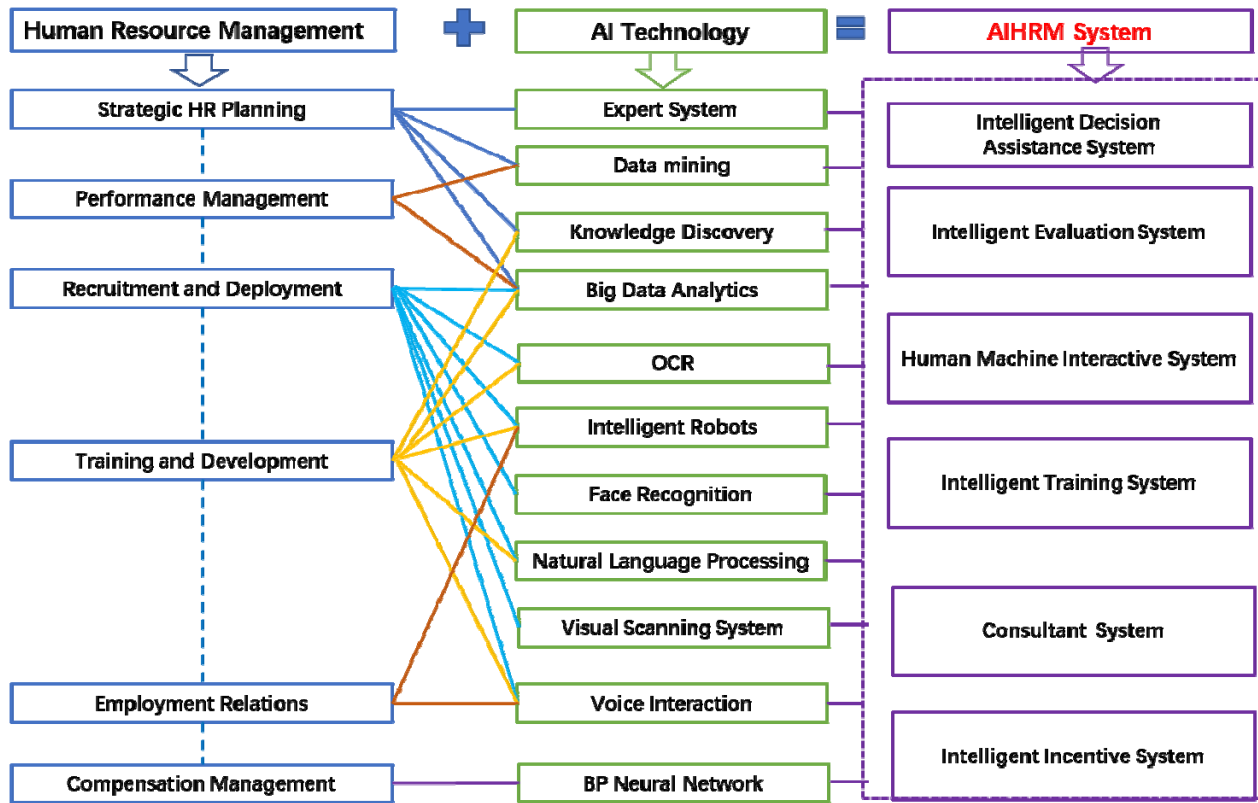 Human Resource Management
AI Technology
AIHRM System
Strategic HR Planning
Performance Management
Recruitment and Deployment
Training and Development
Employment Relations
Compensation Management
Expert System
Data mining
Knowledge Discovery
Big Data Analytics
OCR
Intelligent Robots
Face Recognition
Natural Language Processing
Visual Scanning System
Voice Interaction
BP Neural Network
Intelligent Decision
Assistance System
Intelligent Evaluation System
Human Machine Interactive System
Intelligent Training System
Consultant System
Intelligent Incentive System